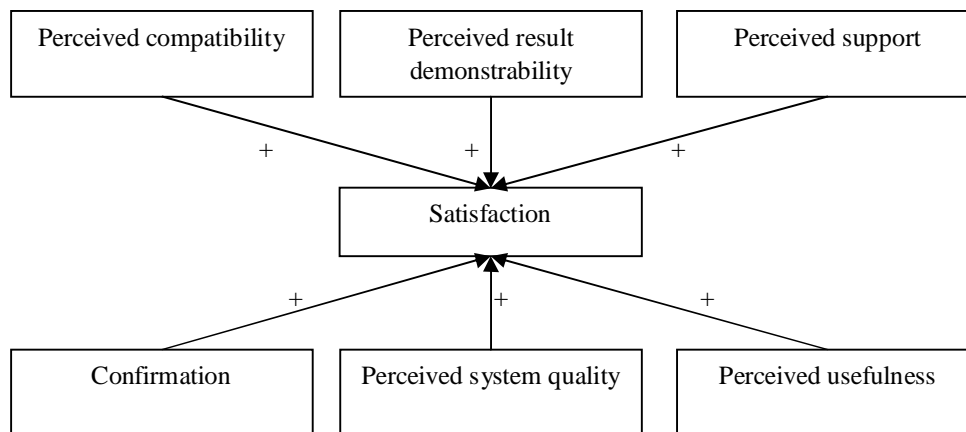 Perceived compatibility
Perceived result
demonstrability
Perceived support
+
+
+
Satisfaction
+
+
+
Confirmation
Perceived system quality
Perceived usefulness